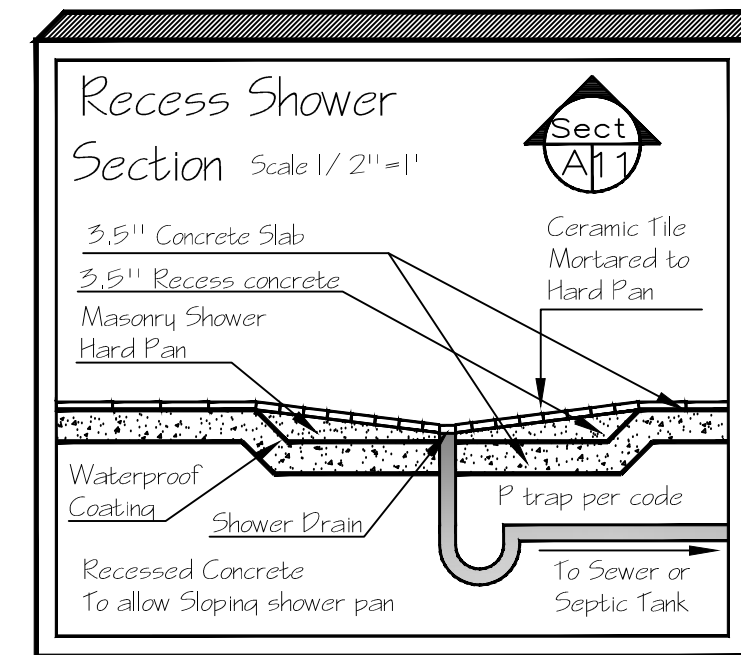 Recess Shower
Section Scale 1/2"=1'
Sect
A 11
3.5" Concrete Slab
3.5" Recess concrete
Masonry Shower
Hard Pan
Ceramic Tile
Mortared to
Hard Pan
Waterproof
Coating
Shower Drain
P trap per code
Recessed Concrete
To allow Sloping shower pan
To Sewer or
Septic Tank